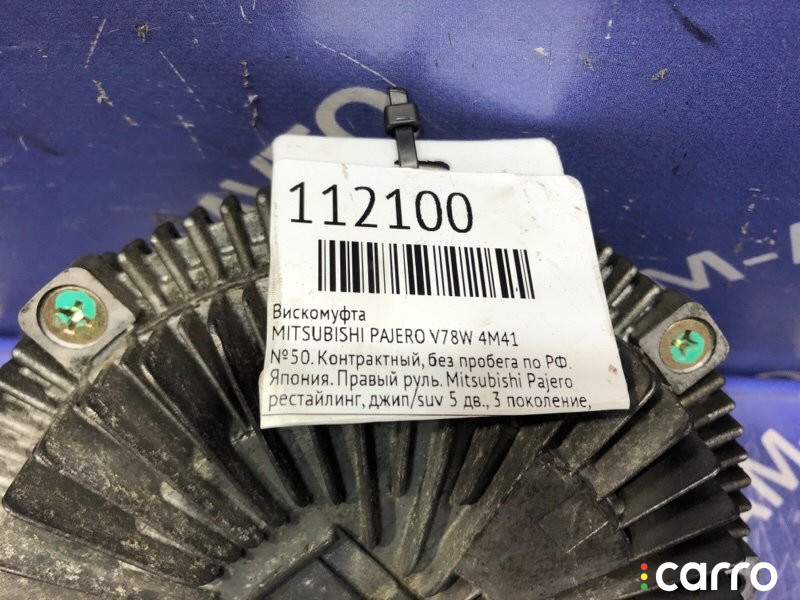 112100
Вискомуфта
MITSUBISHI PAJERO V78W 4M41
№50. Контрактный, без пробега по РФ.
Япония. Правый руль. Mitsubishi Pajero
рестайлинг, джип/suv 5 дв., 3 поколение,
carro